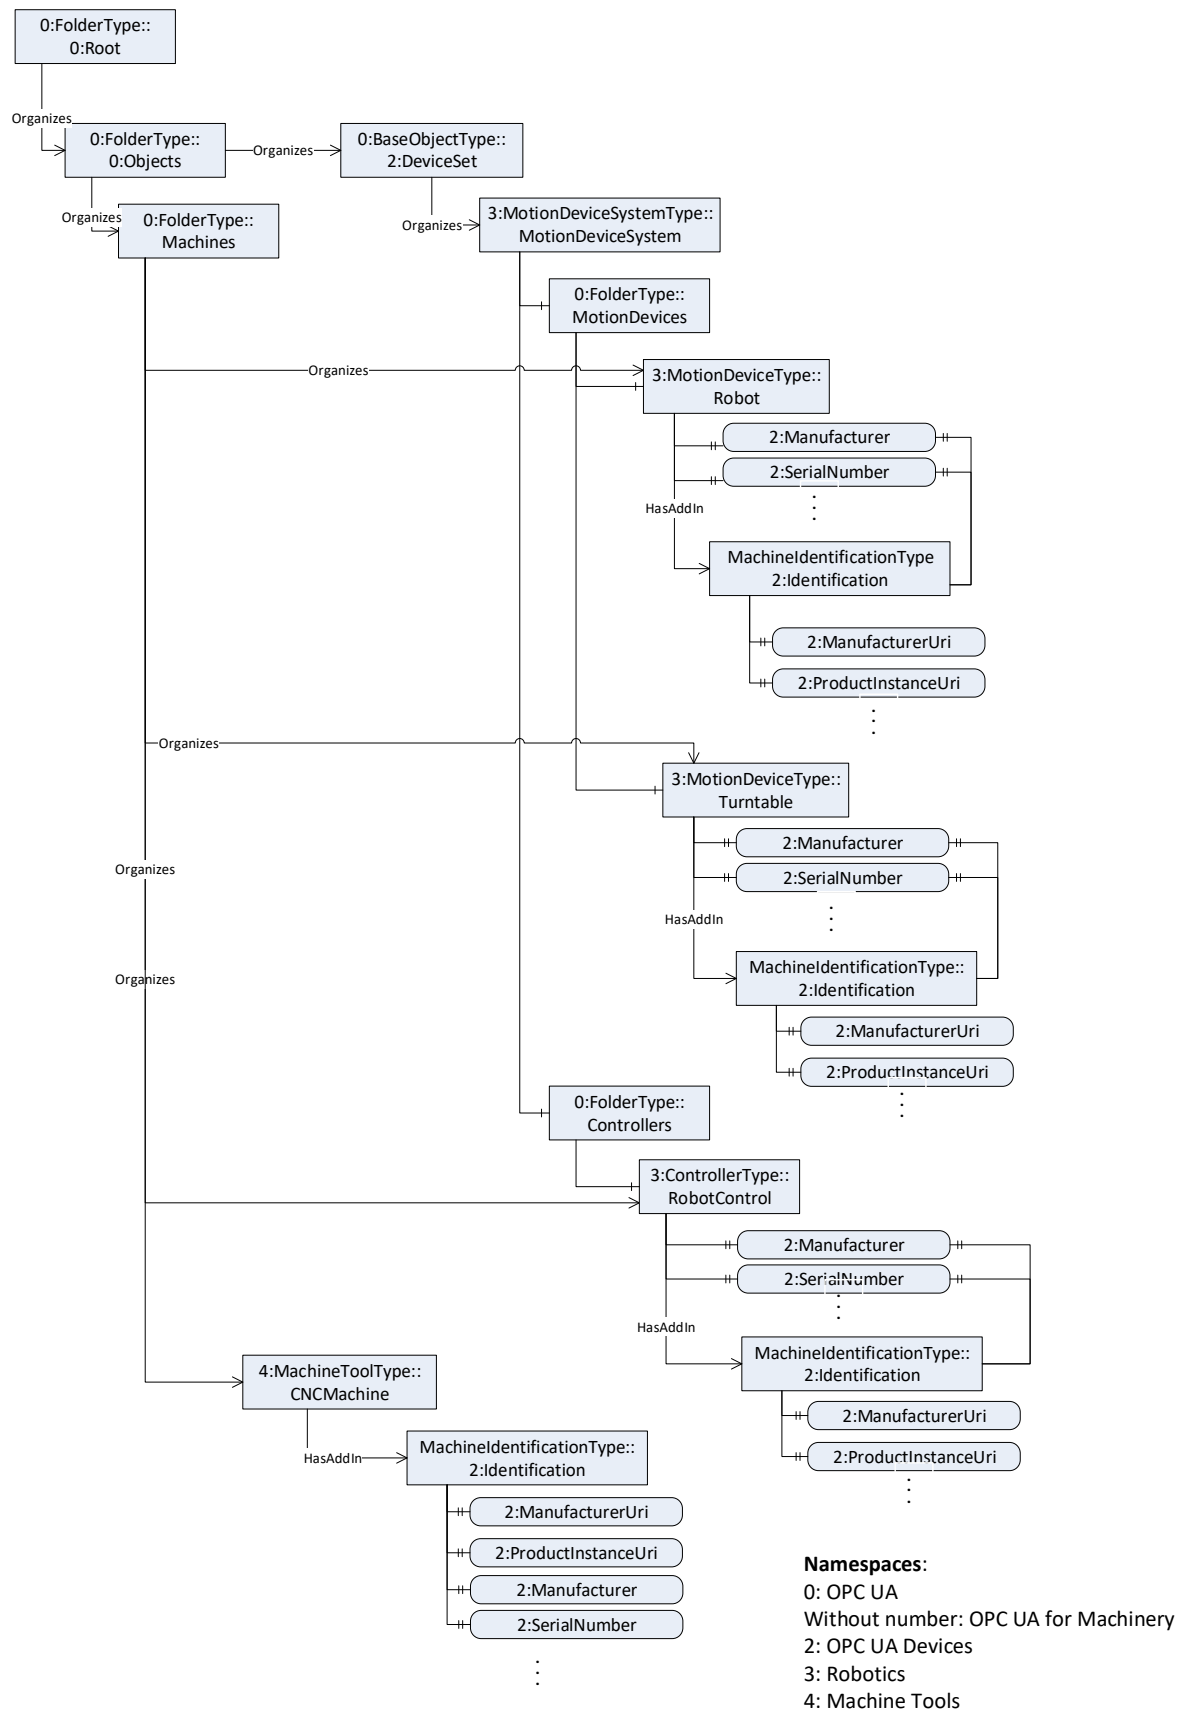 0:FolderType::
0:Root
Organizes
0:FolderType::
0:Objects
Organizes
0:BaseObjectType::
2:DeviceSet
Organizes
0:FolderType::
Machines
Organizes
3:MotionDeviceSystemType::
MotionDeviceSystem
0:FolderType::
MotionDevices
Organizes
3:MotionDeviceType::
Robot
2:Manufacturer
2:SerialNumber
HasAddIn
MachineIdentificationType
2:Identification
2:ManufacturerUri
2:ProductInstanceUri
Organizes
3:MotionDeviceType::
Turntable
2:Manufacturer
2:SerialNumber
Organizes
HasAddIn
MachineIdentificationType::
2:Identification
Organizes
2:ManufacturerUri
2:ProductInstanceUri
0:FolderType::
Controllers
3:ControllerType::
RobotControl
2:Manufacturer
2:SerialNumber
HasAddIn
MachineIdentificationType::
2:Identification
2:ManufacturerUri
2:ProductInstanceUri
4:MachineToolType::
CNCMachine
HasAddIn
MachineIdentificationType::
2:Identification
2:ManufacturerUri
2:ProductInstanceUri
2:Manufacturer
2:SerialNumber
Namespaces:
0: OPC UA
Without number: OPC UA for Machinery
2: OPC UA Devices
3: Robotics
4: Machine Tools